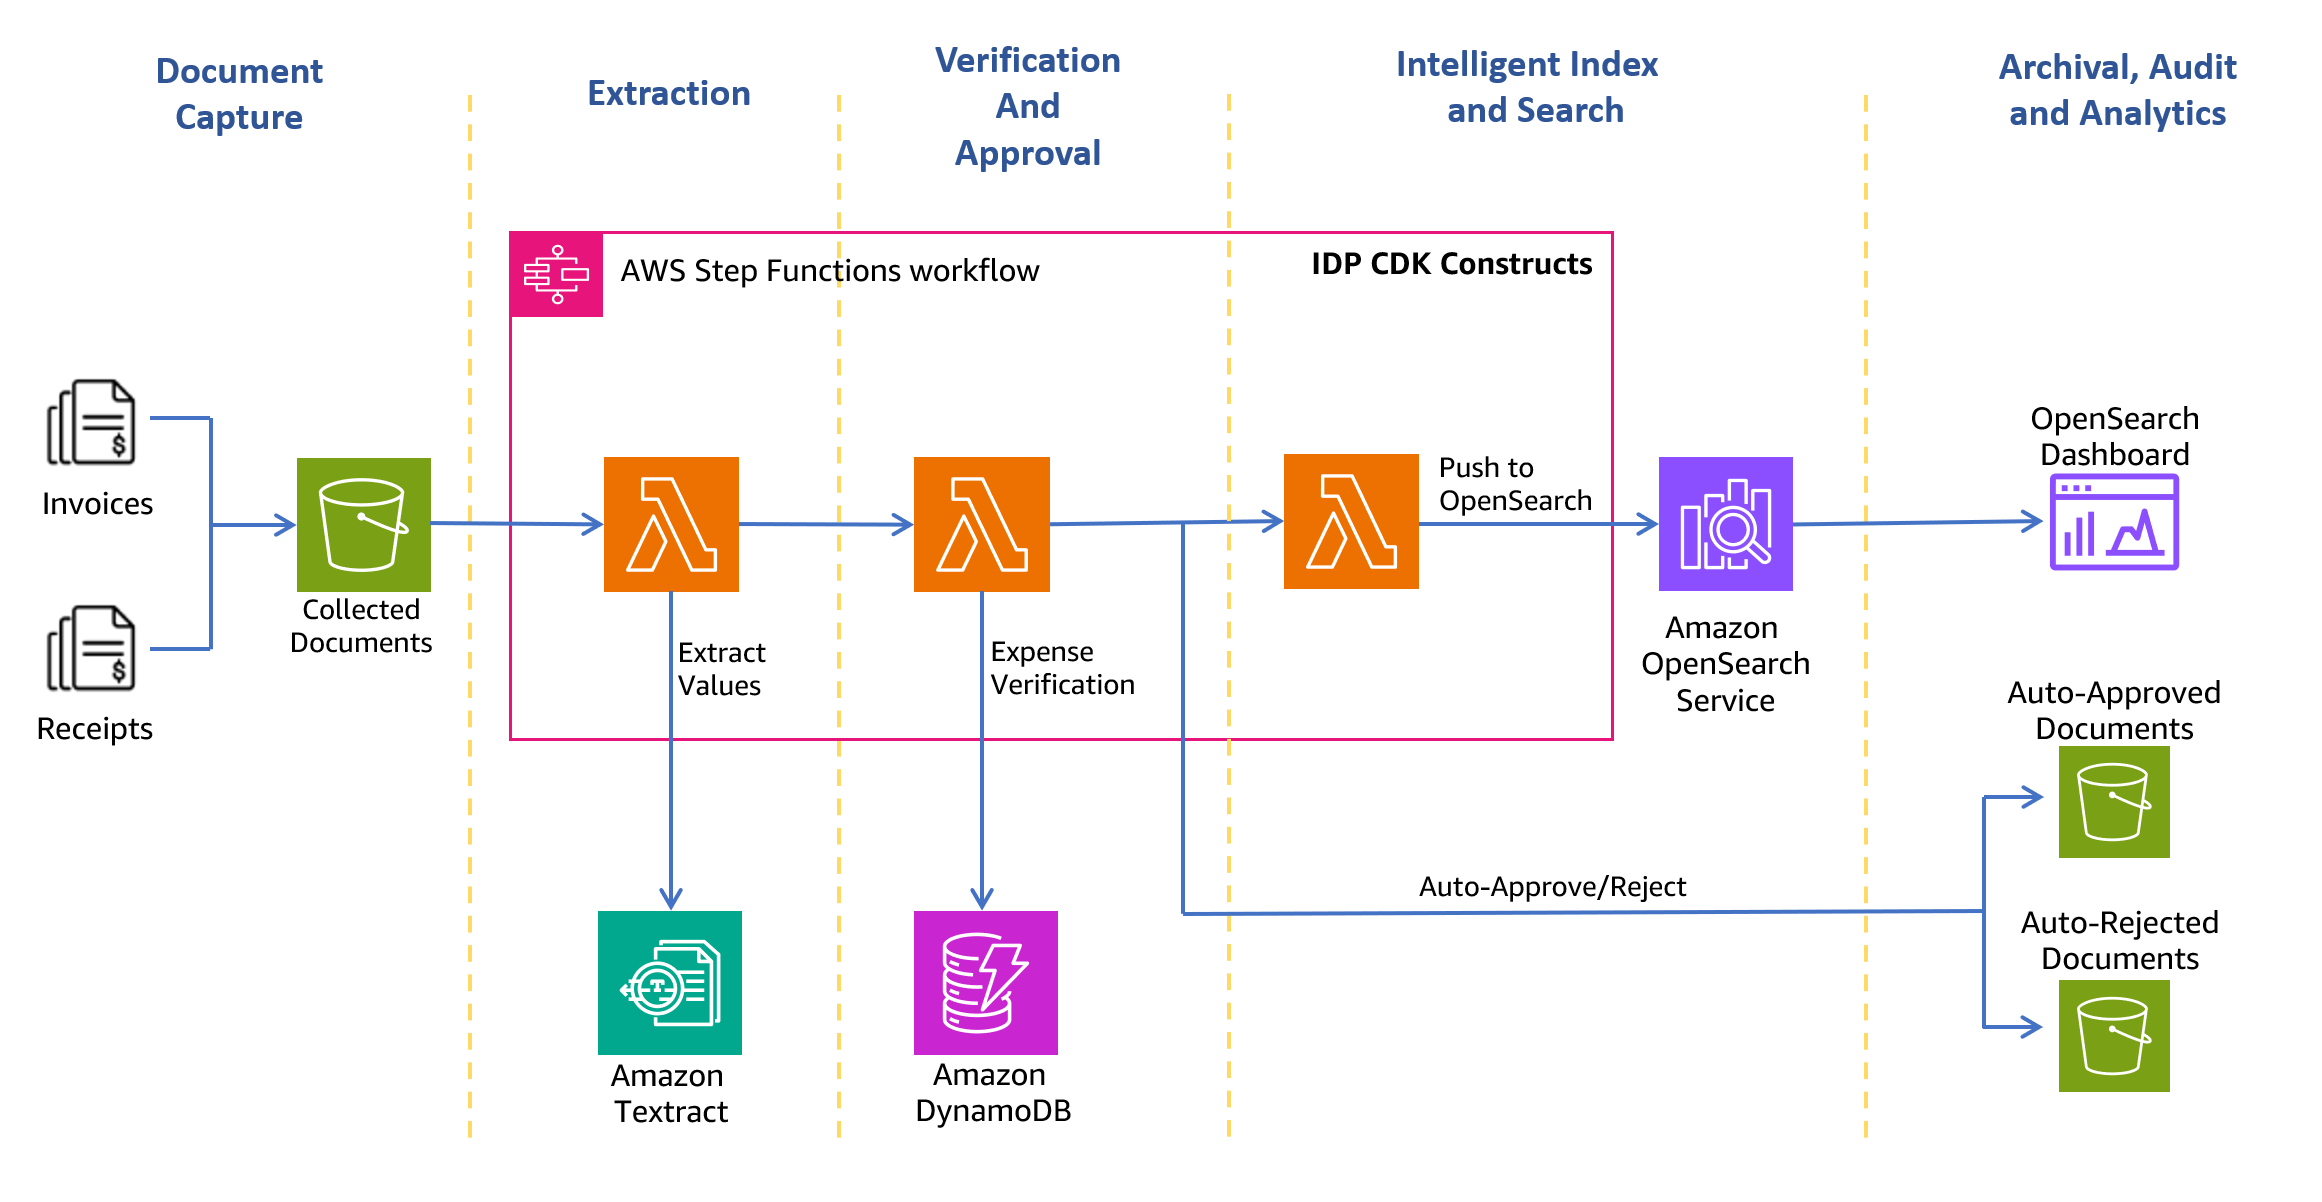 Document
Capture
Extraction
Verification
And
Approval
Intelligent Index
and Search
Archival, Audit
and Analytics
AWS Step Functions workflow
IDP CDK Constructs
Invoices
Receipts
Collected
Documents
Extract
Values
Expense
Verification
Push to
OpenSearch
Amazon
OpenSearch
Service
OpenSearch
Dashboard
Auto-Approved
Documents
Auto-Approve/Reject
Auto-Rejected
Documents
Amazon
Textract
Amazon
DynamoDB